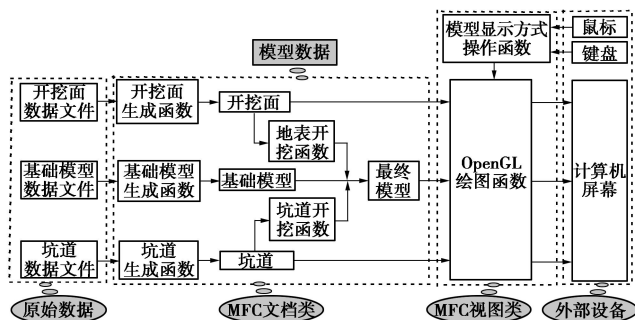 模型显示方式
操作函数
鼠标
键盘
模型数据
开挖面
数据文件
开挖面
生成函数
开挖面
地表开
挖函数
基础模型
数据文件
基础模型
生成函数
基础模型
最终
模型
OpenGL
绘图函数
计算机
屏幕
坑道开
挖函数
坑道
数据文件
坑道
生成函数
坑道
原始数据
MFC文档类
MFC视图类
外部设备